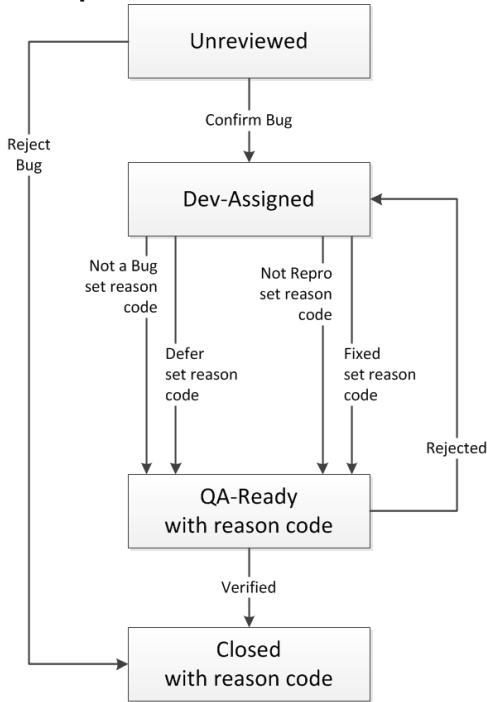 Unreviewed
Reject
Bug
Confirm Bug
Dev-Assigned
Not a Bug
set reason
code
Not Repro
set reason
code
Defer
set reason
code
Fixed
set reason
code
Rejected
QA-Ready
with reason code
Verified
Closed
with reason code